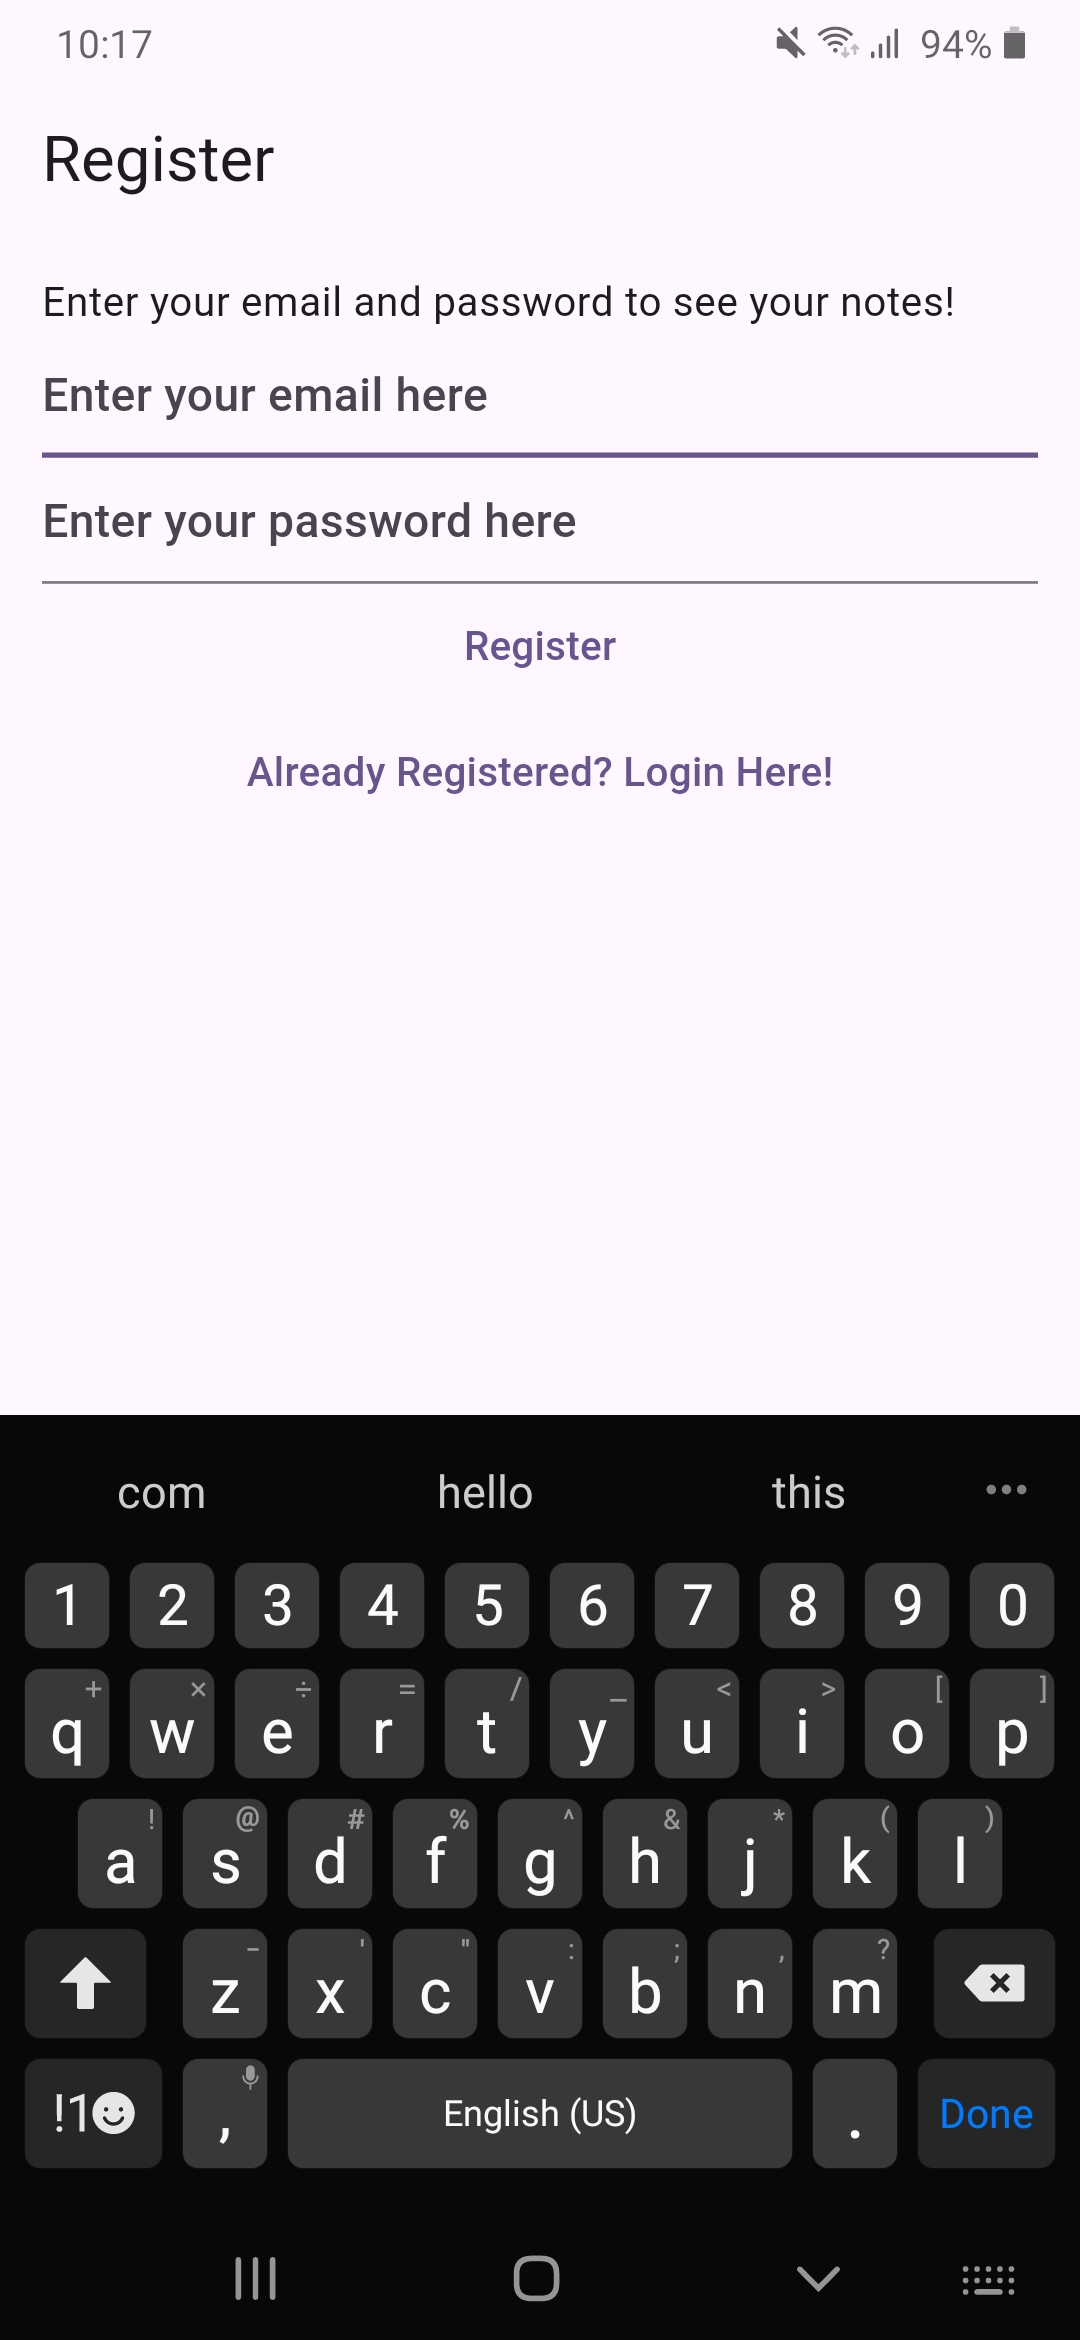 10:17 94%
Register
Enter your email and password to see your notes!
Enter your email here
Enter your password here
Register
Already Registered? Login Here!
com hello this •••
1 2 3 4 5 6 7 8 9 0
+ × ÷ = / _ < > [ ]
q w e r t y u i o p
! @ # % ^ & * ( )
a s d f g h j k l
- ' " : ; , ?
z x c v b n m
!1 , English (US) . Done